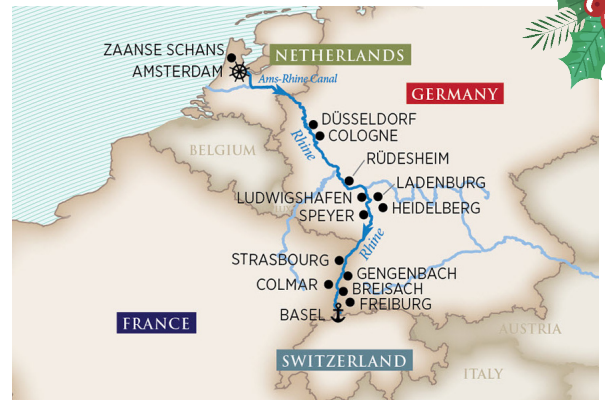 ZAANSE SCHANS
NETHERLANDS
AMSTERDAM
Ams-Rhine Canal
GERMANY
DÜSSELDORF
COLOGNE
Rhine
BELGIUM
RÜDESHEIM
LADENBURG
LUDWIGSHAFEN
HEIDELBERG
SPEYER
Rhine
STRASBOURG
GENGENBACH
COLMAR
BREISACH
FREIBURG
BASEL
FRANCE
AUSTRIA
SWITZERLAND
ITALY